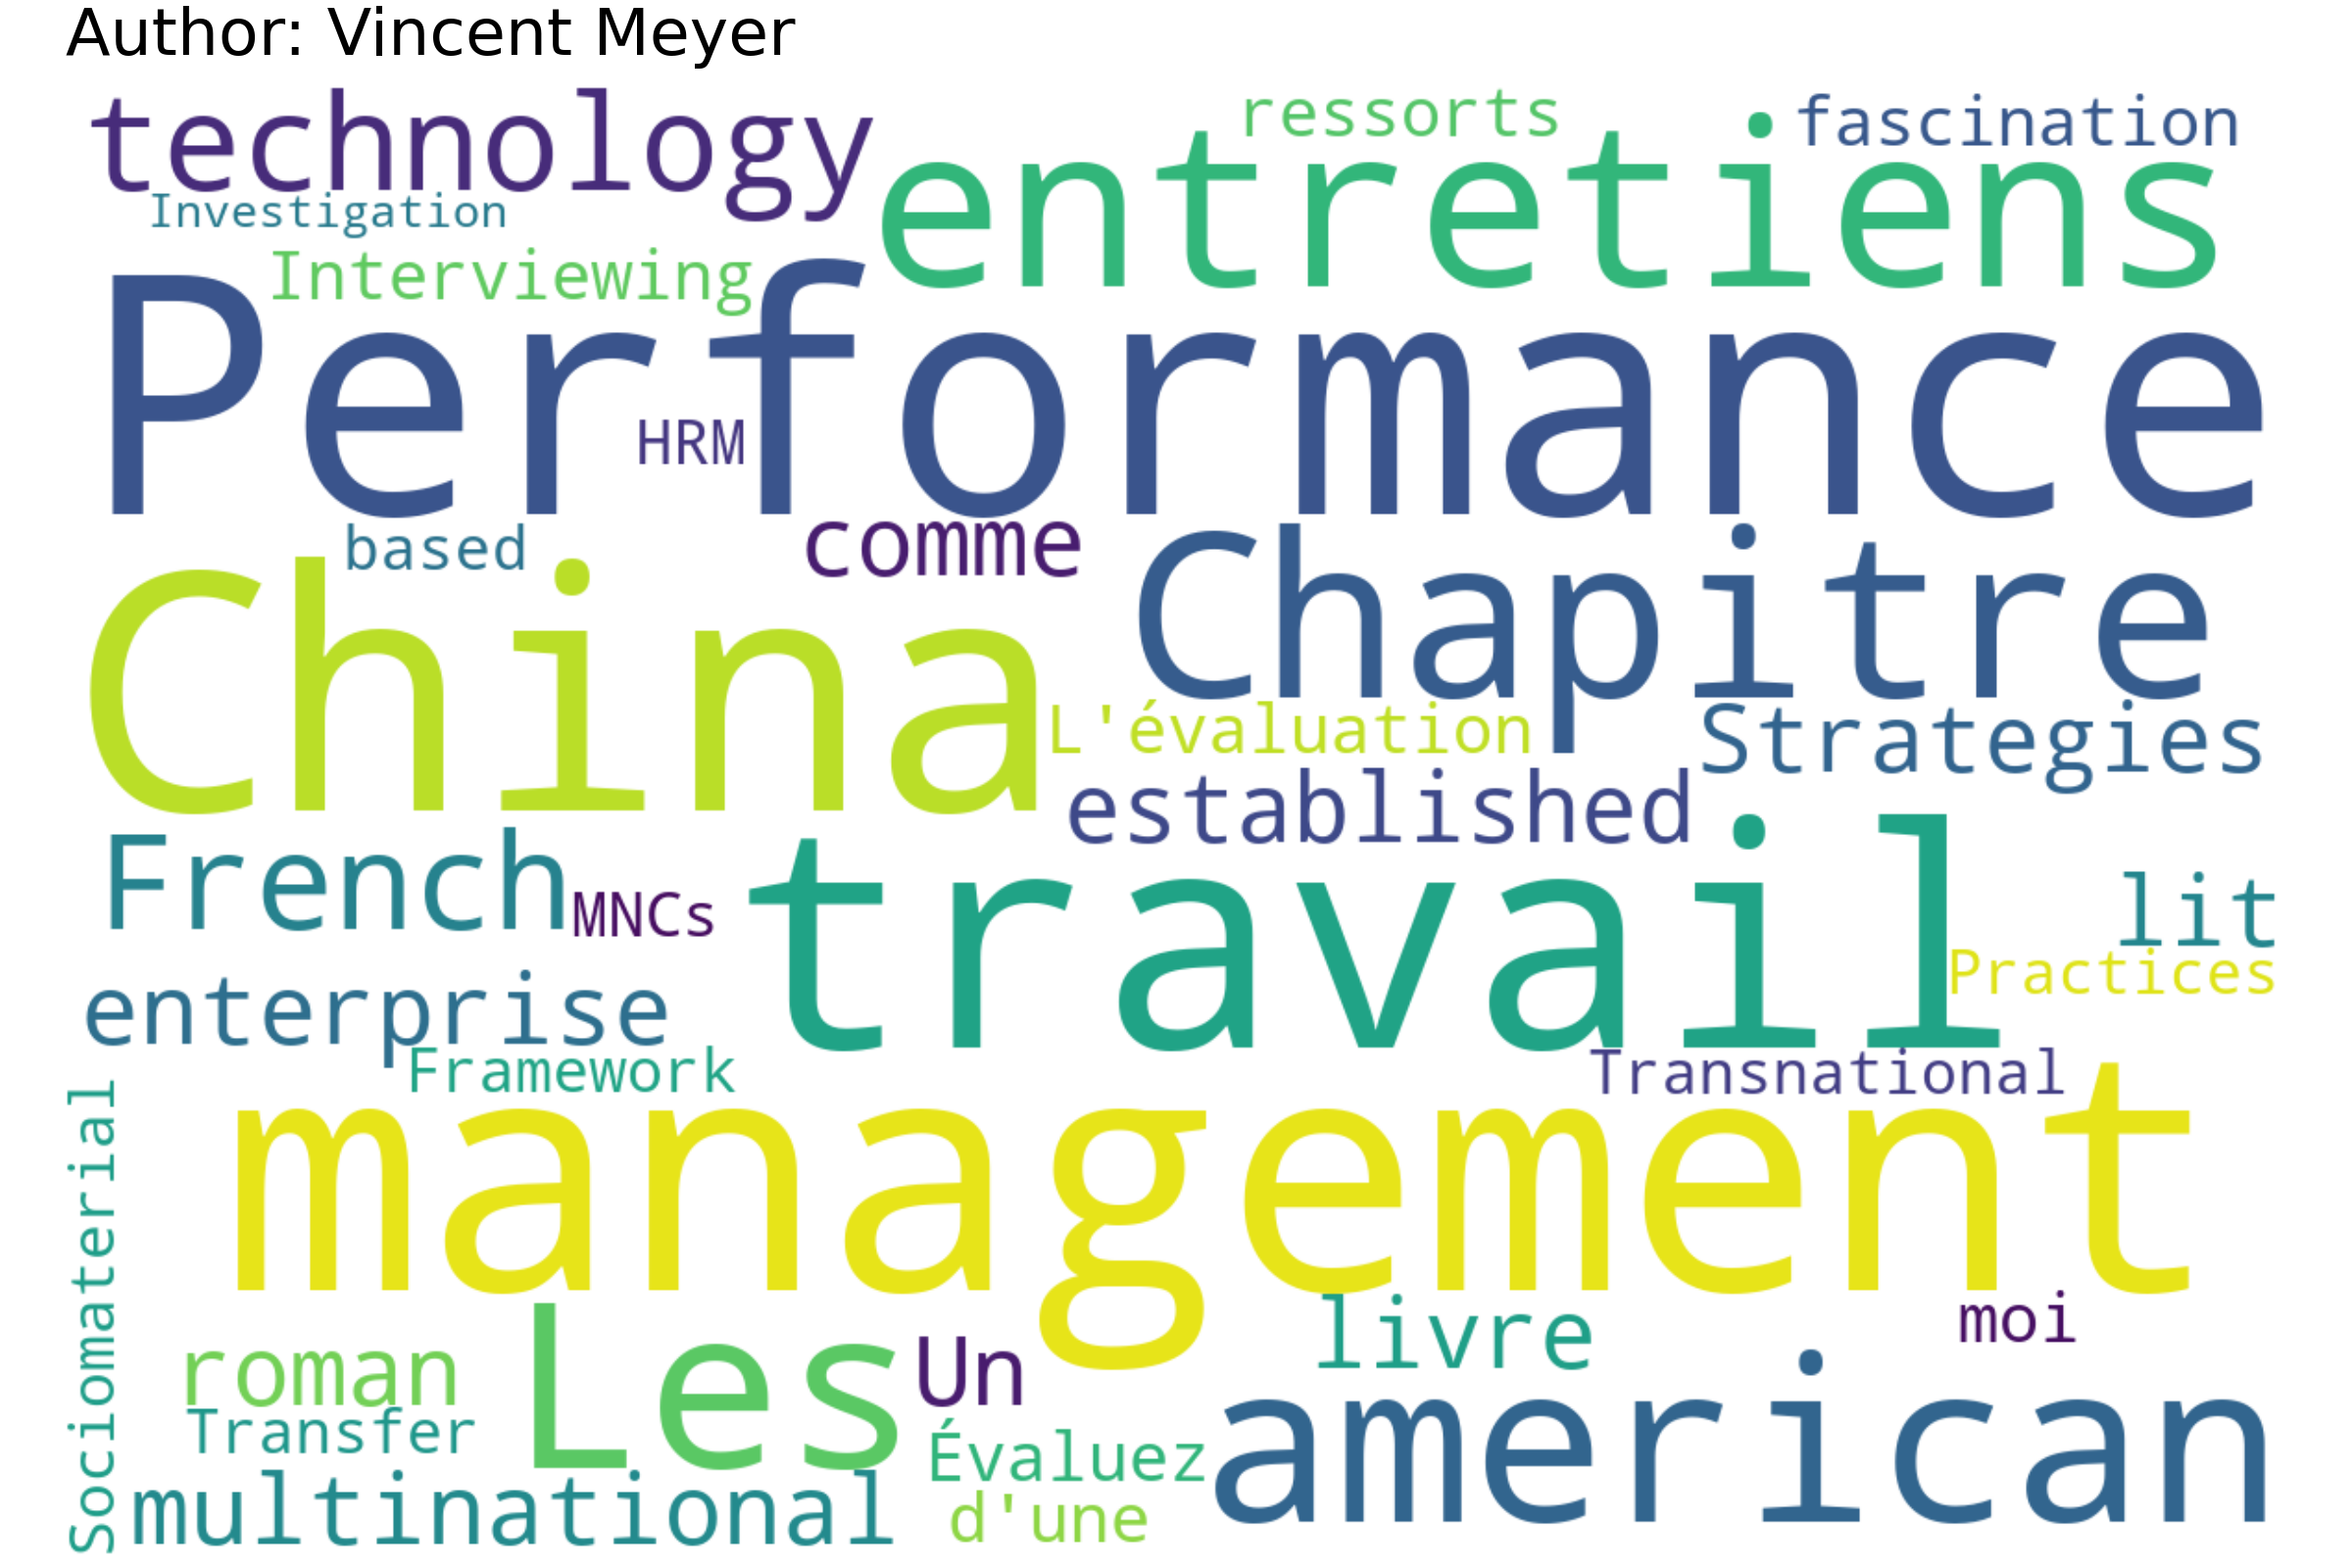 Author: Vincent Meyer
technology
ressorts
fascination
entretiens
Investigation
Interviewing
Performance
HRM
based
comme
Chapitre
China
L'évaluation
Strategies
established
French
MNCs
travail
lit
Practices
enterprise
Framework
Transnational
Sociomaterial
management
livre
moi
roman
Les
Un
american
Transfer
Évaluez
multinational
d'une